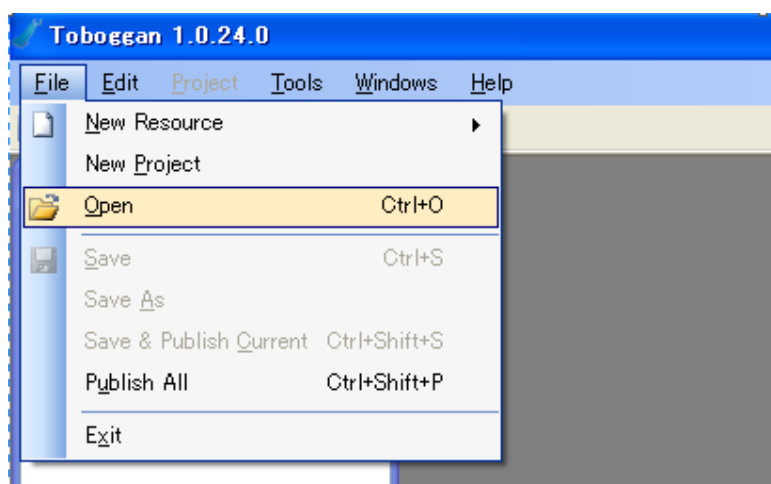 Toboggan 1.0.24.0
File Edit Project Tools Windows Help
New Resource
New Project
Open Ctrl+O
Save Ctrl+S
Save As
Save & Publish Current Ctrl+Shift+S
Publish All Ctrl+Shift+P
Exit